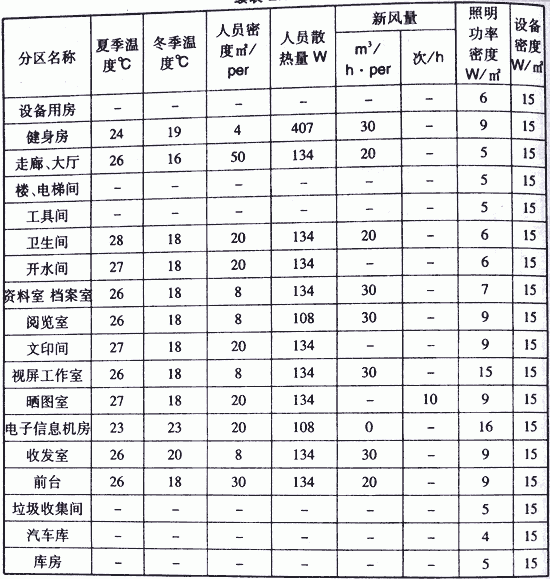 分区名称 夏季温度℃ 冬季温度℃ 人员密度㎡/per 人员散热量 W 新风量 m³/h·per 次/h 照明功率密度 W/㎡ 设备密度 W/㎡
设备用房 – – – – – – 6 15
健身房 24 19 4 407 30 – 9 15
走廊、大厅 26 16 50 134 20 – 5 15
楼、电梯间 – – – – – – 5 15
工具间 – – – – – – 5 15
卫生间 28 18 20 134 20 – 6 15
开水间 27 18 20 134 – – 6 15
资料室 档案室 26 18 8 134 30 – 7 15
阅览室 26 18 8 108 30 – 9 15
文印间 27 18 20 134 – – 9 15
视屏工作室 26 18 8 134 30 – 15 15
晒图室 27 18 20 134 – 10 9 15
电子信息机房 23 23 20 108 0 – 16 15
收发室 26 20 8 134 30 – 9 15
前台 26 18 30 134 20 – 9 15
垃圾收集间 – – – – – – 5 15
汽车库 – – – – – – 4 15
库房 – – – – – – 5 15